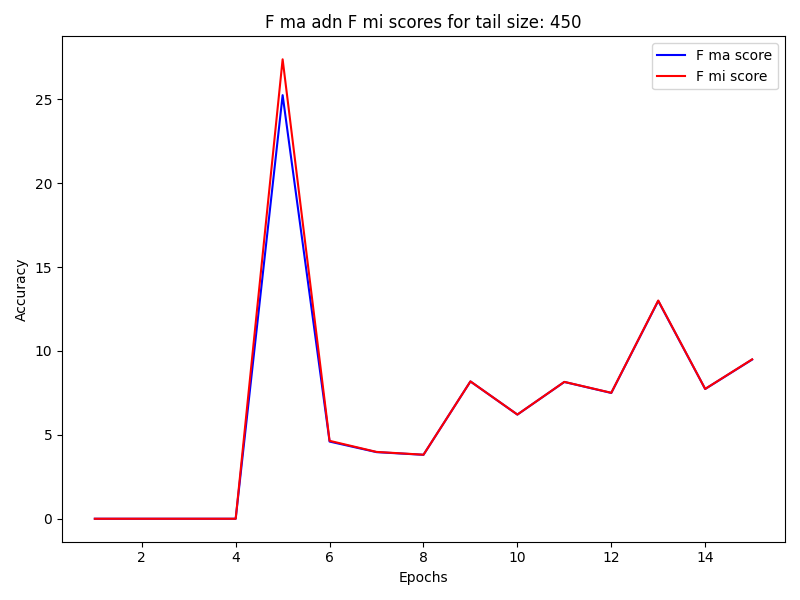 F ma adn F mi scores for tail size: 450
F ma score
F mi score
25
20
15
10
5
0
Accuracy
2 4 6 8 10 12 14
Epochs